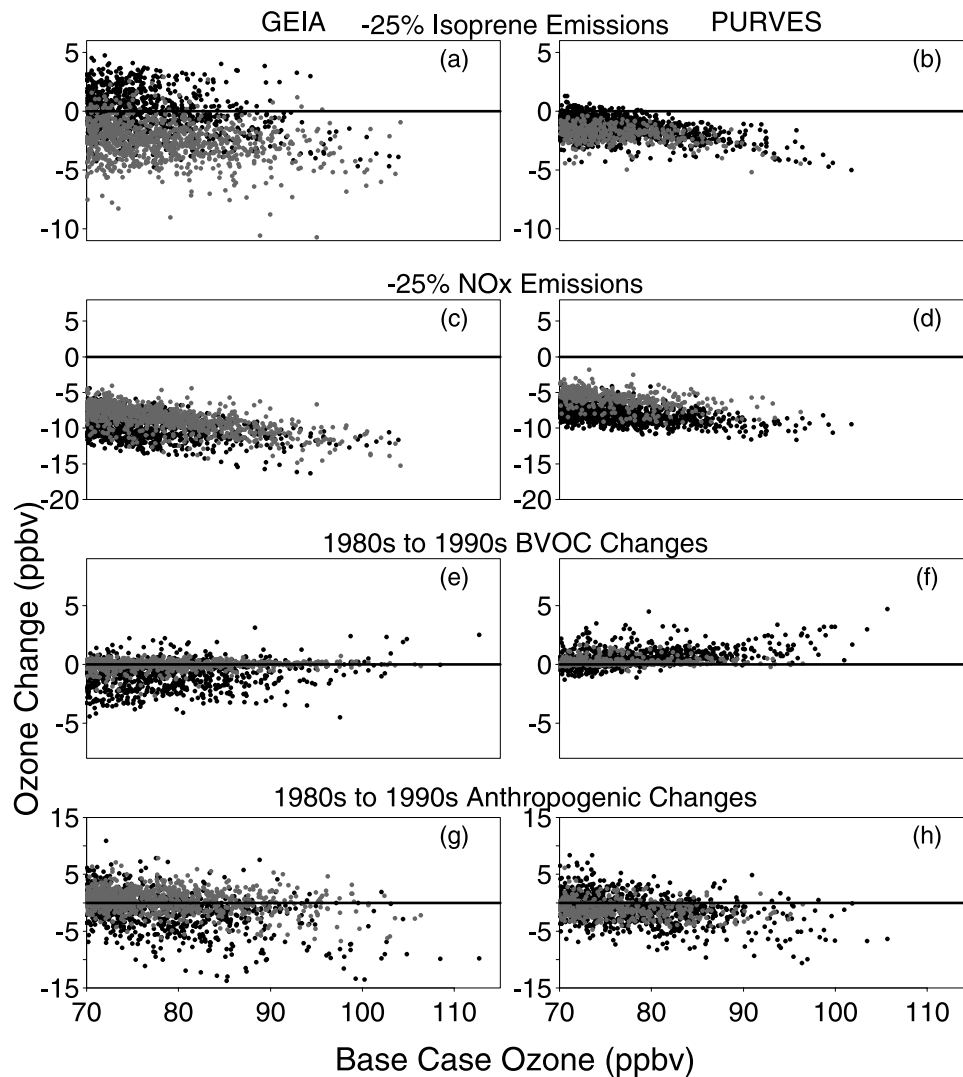 GEIA -25% Isoprene Emissions PURVES
(a) (b)
5
0
-5
-10
-25% NOx Emissions
(c) (d)
5 5
0 0
-5 -5
-10 -10
-15 -15
-20 -20
1980s to 1990s BVOC Changes
(e) (f)
5 5
0 0
-5 -5
1980s to 1990s Anthropogenic Changes
(g) (h)
15 15
5 5
0 0
-5 -5
-15 -15
70 80 90 100 110 70 80 90 100 110
Base Case Ozone (ppbv)
Ozone Change (ppbv)
5
0
-5
-10